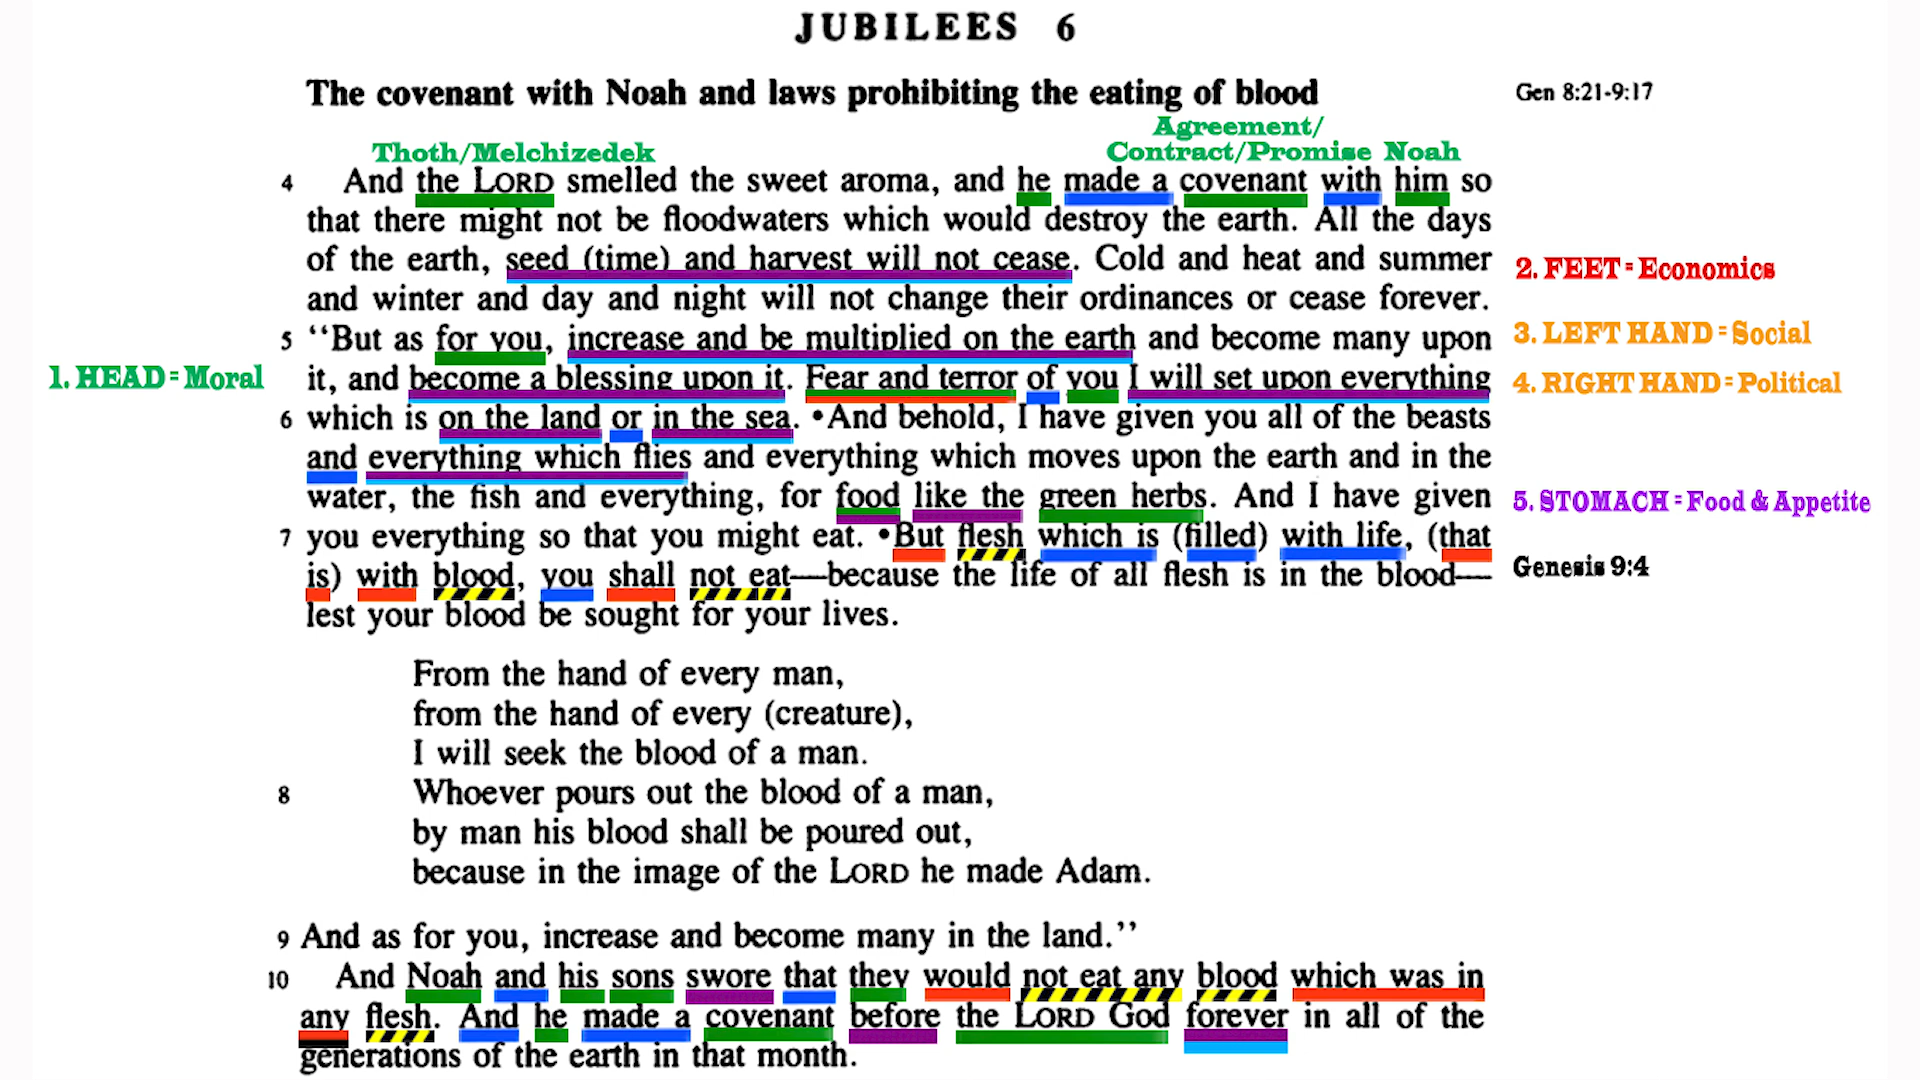 JUBILEES 6
The covenant with Noah and laws prohibiting the eating of blood
Gen 8:21-9:17
Thoth/Melchizedek
Agreement/
Contract/Promise Noah
4 And the LORD smelled the sweet aroma, and he made a covenant with him so
that there might not be floodwaters which would destroy the earth. All the days
of the earth, seed (time) and harvest will not cease. Cold and heat and summer
2. FEET = Economics
and winter and day and night will not change their ordinances or cease forever.
5 “But as for you, increase and be multiplied on the earth and become many upon
3. LEFT HAND = Social
1. HEAD = Moral
it, and become a blessing upon it. Fear and terror of you I will set upon everything
4. RIGHT HAND = Political
6 which is on the land or in the sea. •And behold, I have given you all of the beasts
and everything which flies and everything which moves upon the earth and in the
water, the fish and everything, for food like the green herbs. And I have given
5. STOMACH = Food & Appetite
7 you everything so that you might eat. •But flesh which is (filled) with life, (that
is) with blood, you shall not eat—because the life of all flesh is in the blood—
Genesis 9:4
lest your blood be sought for your lives.
From the hand of every man,
from the hand of every (creature),
I will seek the blood of a man.
8 Whoever pours out the blood of a man,
by man his blood shall be poured out,
because in the image of the LORD he made Adam.
9 And as for you, increase and become many in the land.”
10 And Noah and his sons swore that they would not eat any blood which was in
any flesh. And he made a covenant before the LORD God forever in all of the
generations of the earth in that month.